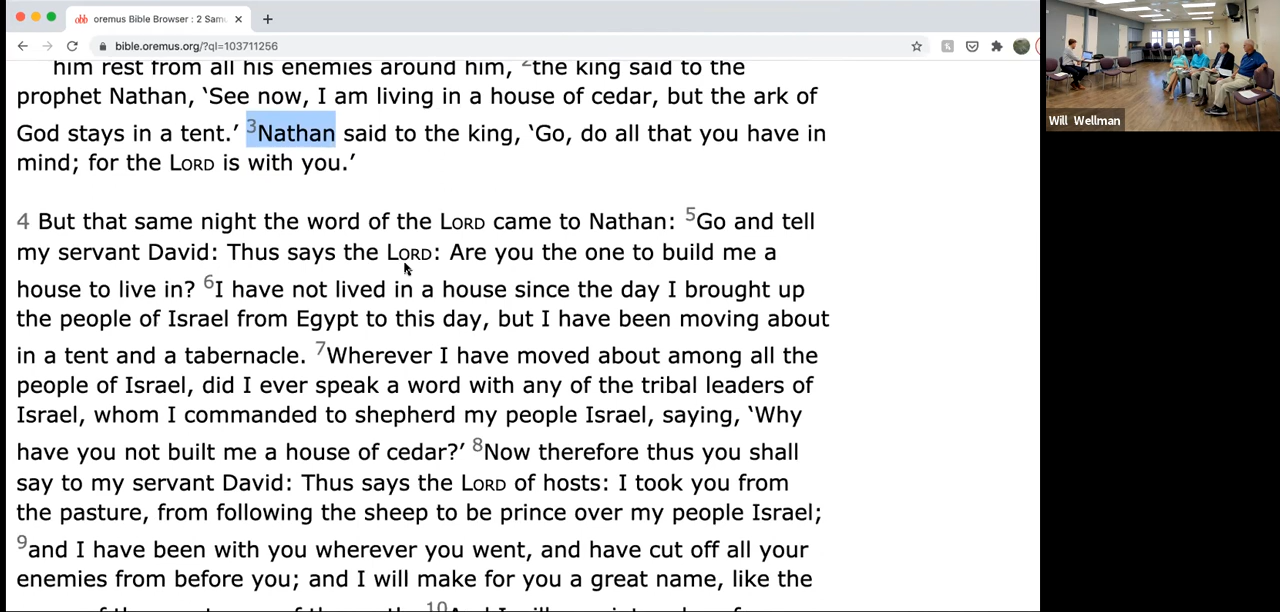 oremus Bible Browser : 2 Sam
bible.oremus.org/?ql=103711256
him rest from all his enemies around him, 2the king said to the
prophet Nathan, ‘See now, I am living in a house of cedar, but the ark of
God stays in a tent.’ 3Nathan said to the king, ‘Go, do all that you have in
mind; for the LORD is with you.’
4 But that same night the word of the LORD came to Nathan: 5Go and tell
my servant David: Thus says the LORD: Are you the one to build me a
house to live in? 6I have not lived in a house since the day I brought up
the people of Israel from Egypt to this day, but I have been moving about
in a tent and a tabernacle. 7Wherever I have moved about among all the
people of Israel, did I ever speak a word with any of the tribal leaders of
Israel, whom I commanded to shepherd my people Israel, saying, ‘Why
have you not built me a house of cedar?’ 8Now therefore thus you shall
say to my servant David: Thus says the LORD of hosts: I took you from
the pasture, from following the sheep to be prince over my people Israel;
9and I have been with you wherever you went, and have cut off all your
enemies from before you; and I will make for you a great name, like the
Will Wellman